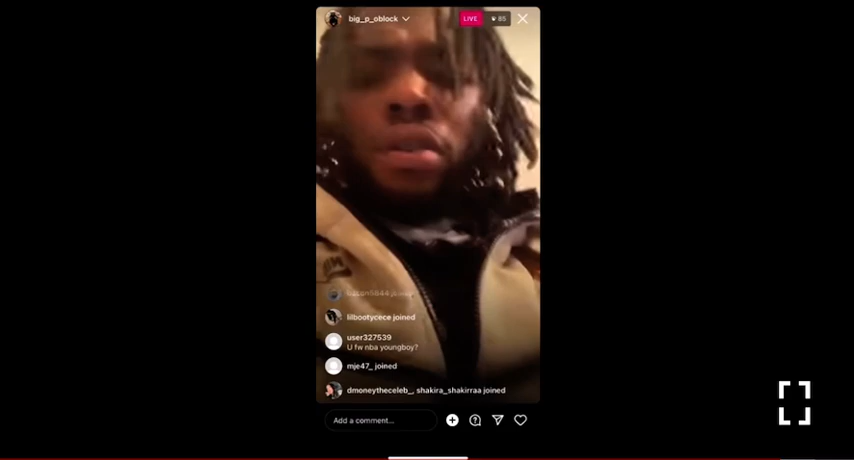 big_p_oblock
LIVE
85
lilbootycece joined
user327539
U fw nba youngboy?
mje47_ joined
dmoneytheceleb_, shakira_shakirraa joined
Add a comment...